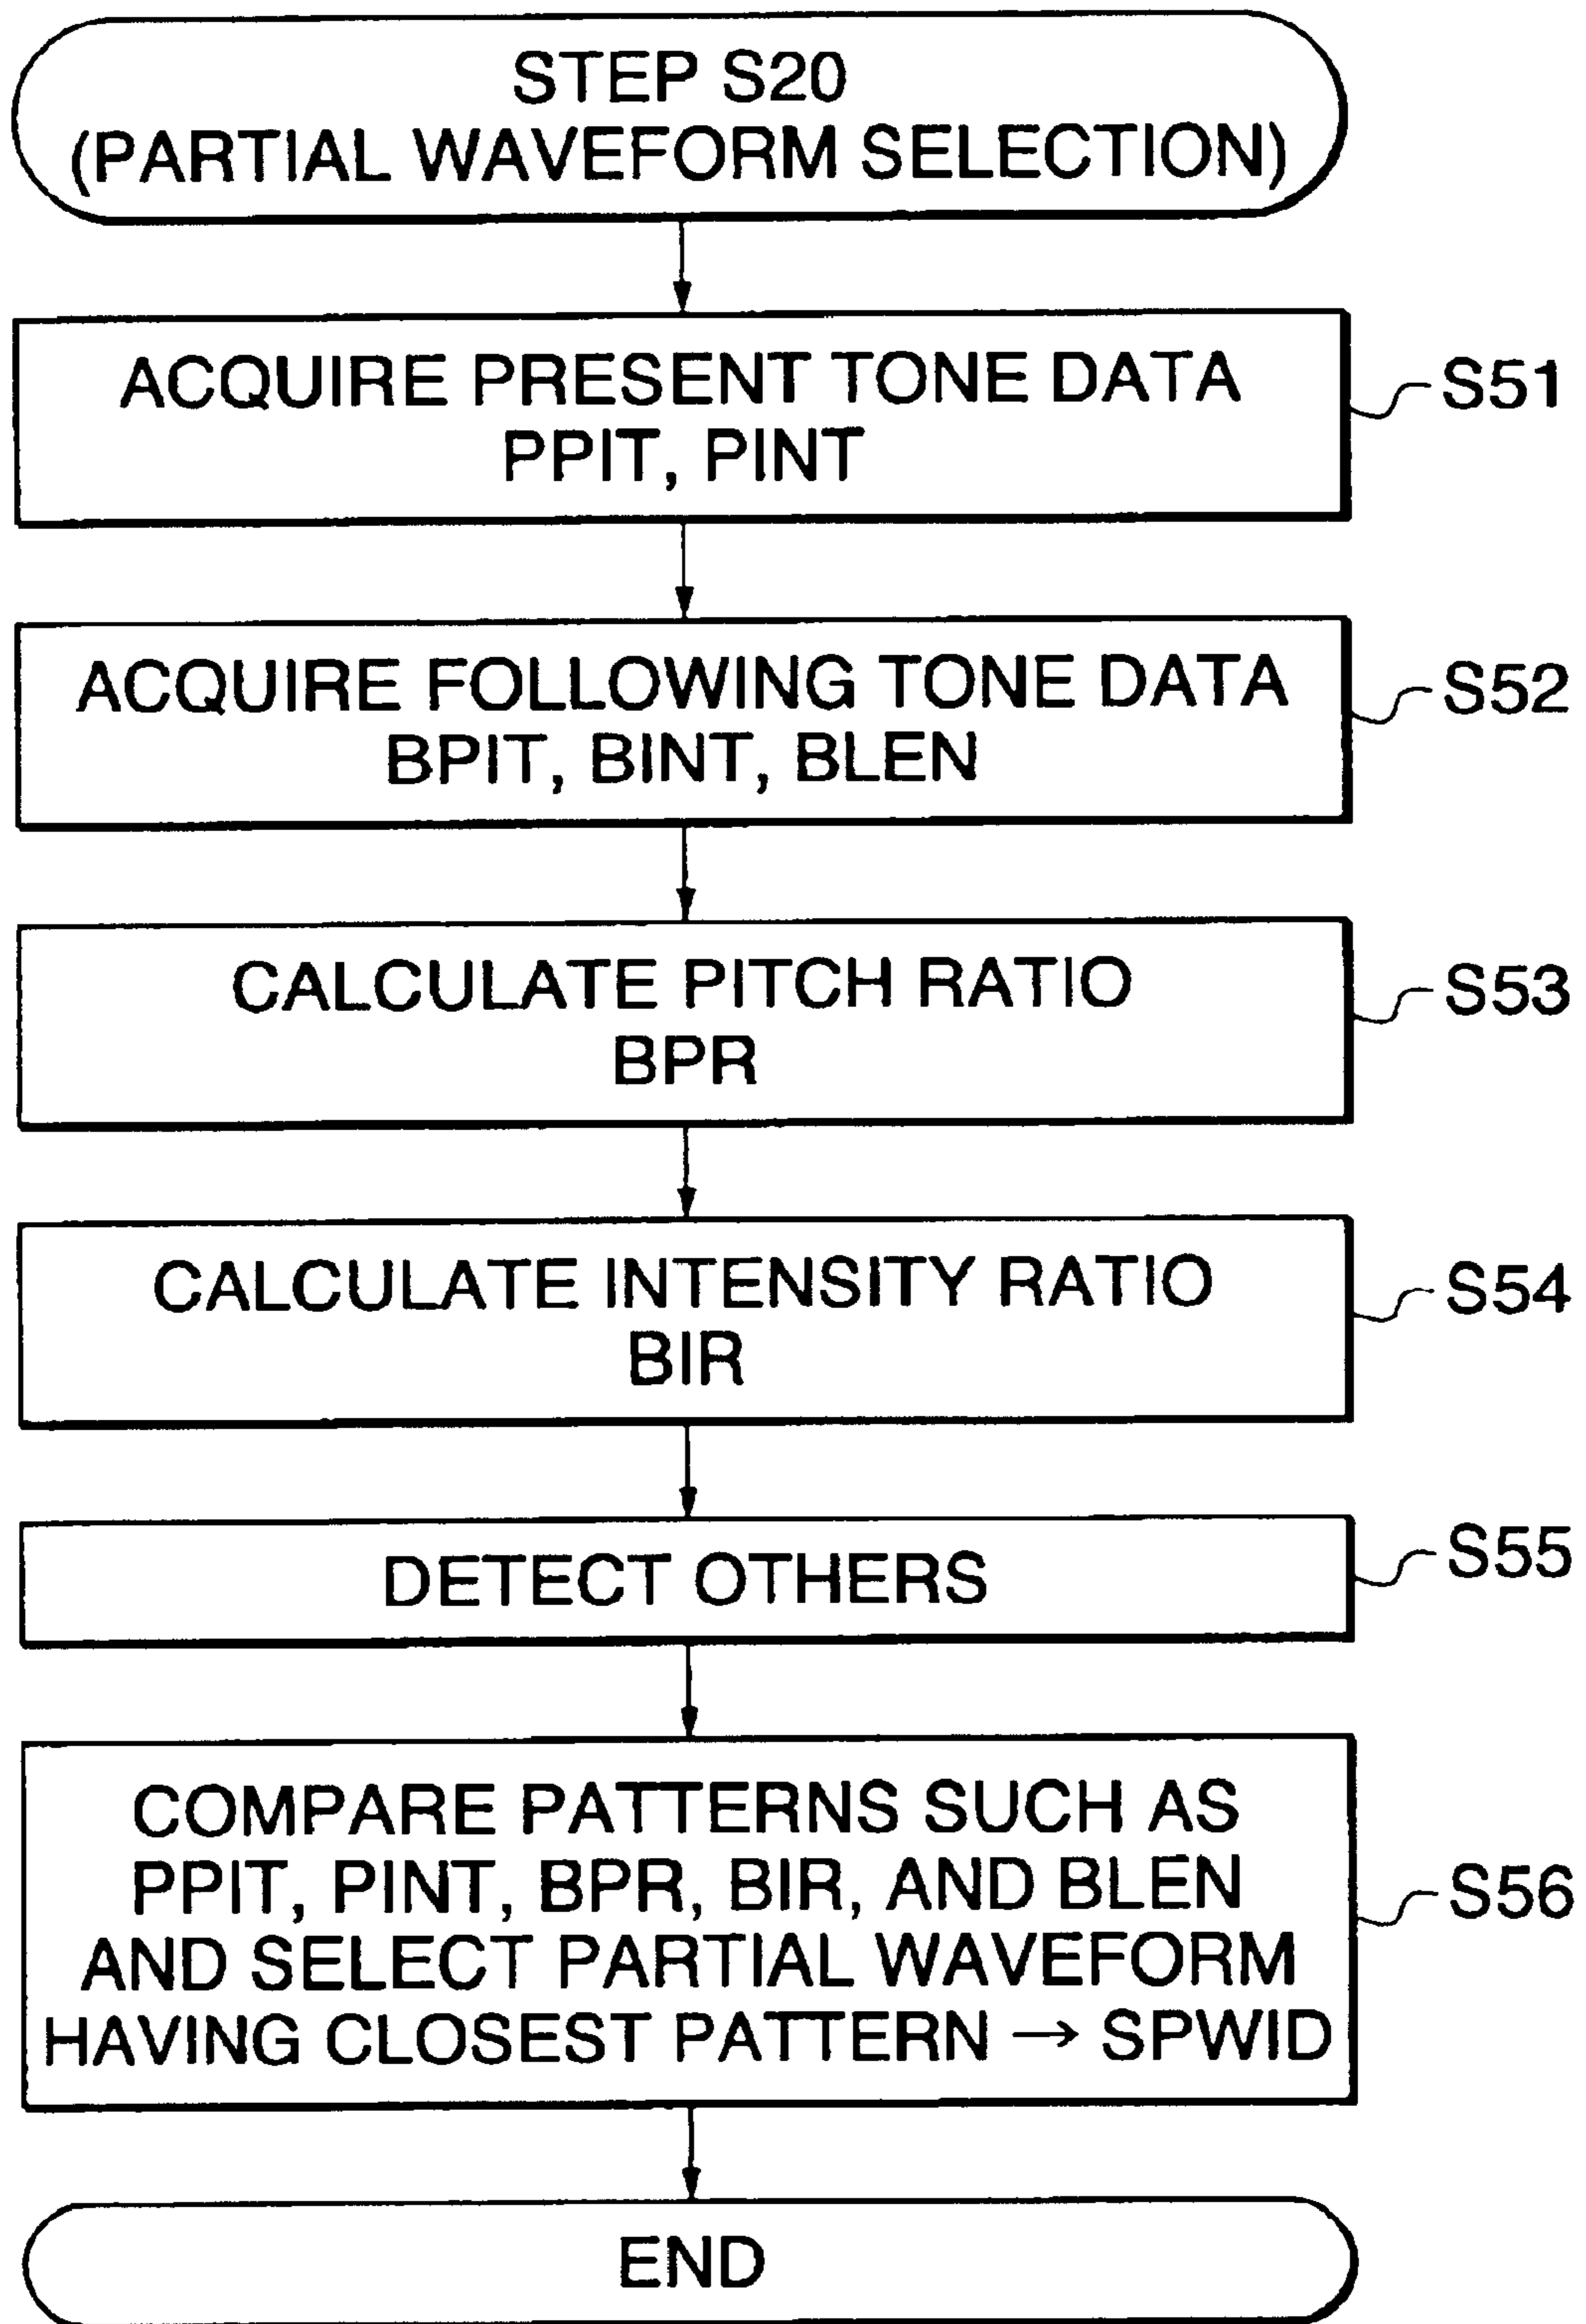 STEP S20
(PARTIAL WAVEFORM SELECTION)
ACQUIRE PRESENT TONE DATA
PPIT, PINT
S51
ACQUIRE FOLLOWING TONE DATA
BPIT, BINT, BLEN
S52
CALCULATE PITCH RATIO
BPR
S53
CALCULATE INTENSITY RATIO
BIR
S54
DETECT OTHERS
S55
COMPARE PATTERNS SUCH AS
PPIT, PINT, BPR, BIR, AND BLEN
AND SELECT PARTIAL WAVEFORM
HAVING CLOSEST PATTERN → SPWID
S56
END